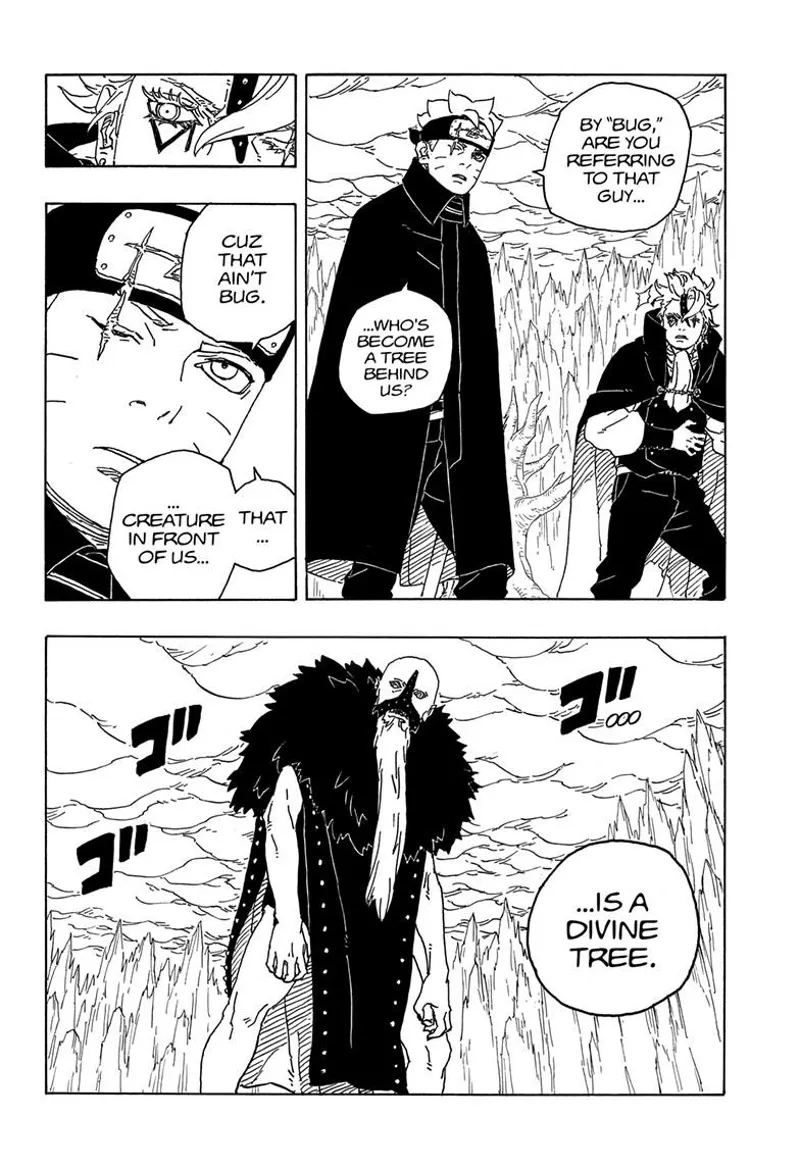 BY "BUG,"
ARE YOU
REFERRING
TO THAT
GUY...
...WHO'S
BECOME
A TREE
BEHIND
US?
CUZ
THAT
AIN'T
BUG.
THAT
...
...
CREATURE
IN FRONT
OF US...
ゴ
ooo
ゴ
ゴ
...IS A
DIVINE
TREE.